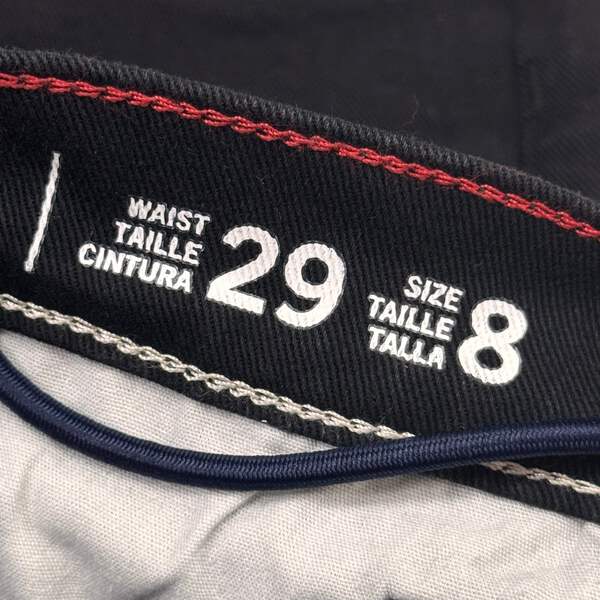 WAIST
TAILLE
CINTURA
29
SIZE
TAILLE
TALLA
8